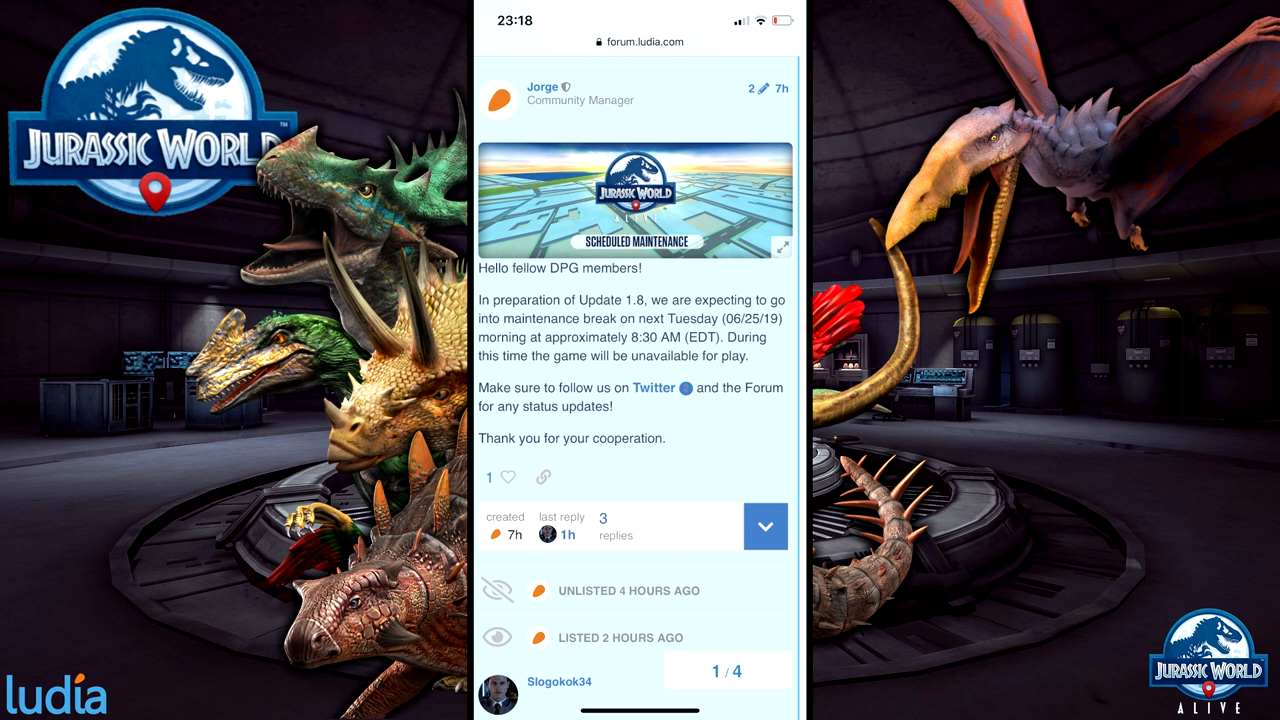 JURASSIC WORLD
TM
23:18
forum.ludia.com
Jorge
Community Manager
2 7h
JURASSIC WORLD
ALIVE
SCHEDULED MAINTENANCE
Hello fellow DPG members!
In preparation of Update 1.8, we are expecting to go
into maintenance break on next Tuesday (06/25/19)
morning at approximately 8:30 AM (EDT). During
this time the game will be unavailable for play.
Make sure to follow us on Twitter and the Forum
for any status updates!
Thank you for your cooperation.
1
created last reply 3
7h 1h replies
UNLISTED 4 HOURS AGO
LISTED 2 HOURS AGO
1 / 4
Slogokok34
ludia
JURASSIC WORLD
ALIVE